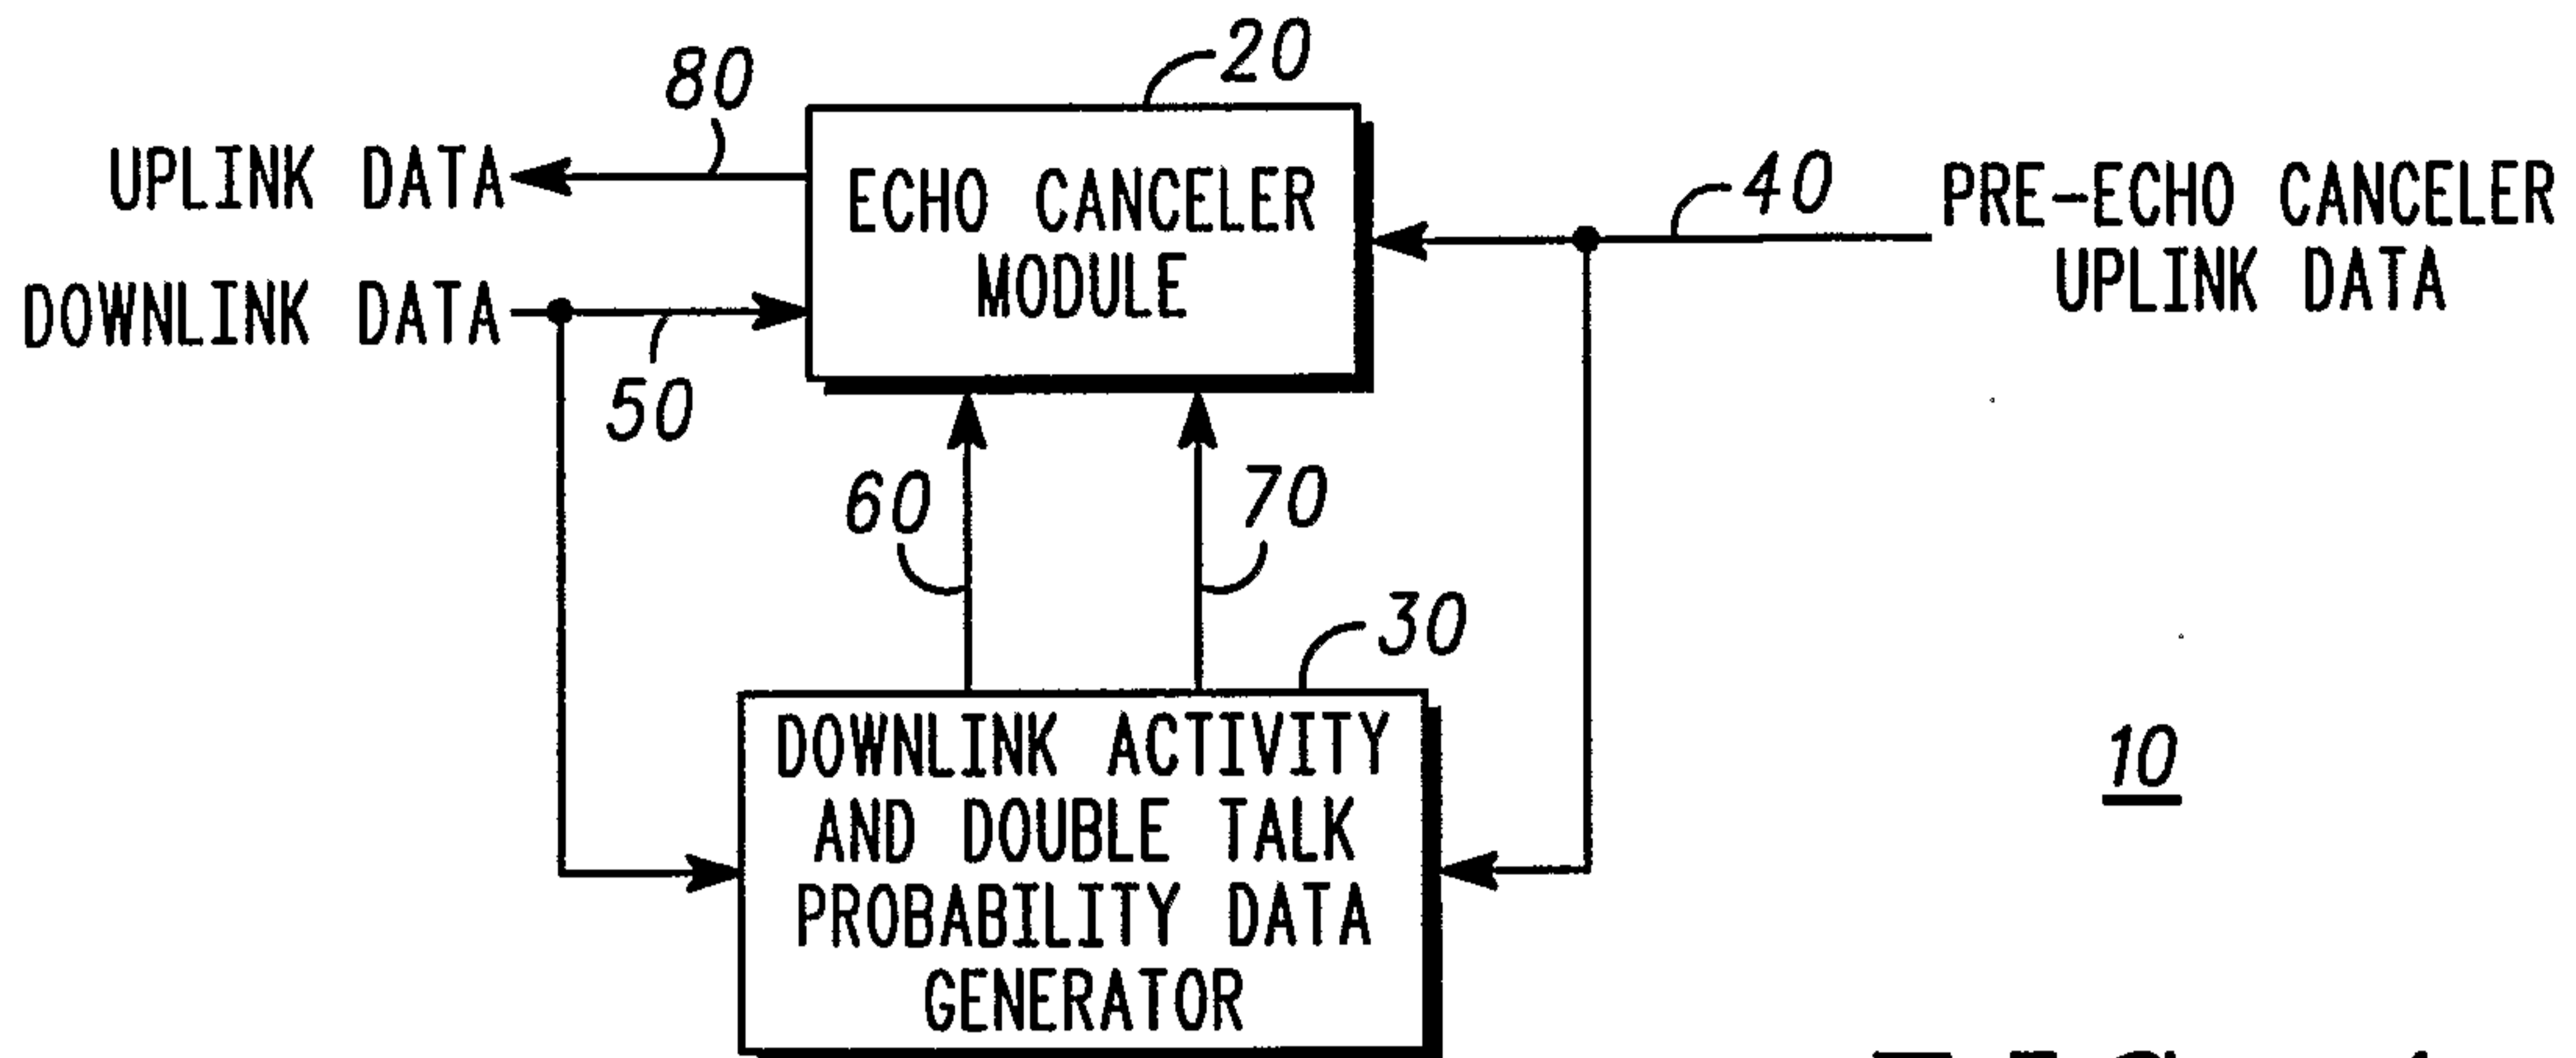 20
80
UPLINK DATA
ECHO CANCELER
MODULE
40
PRE-ECHO CANCELER
UPLINK DATA
DOWNLINK DATA
50
60
70
30
DOWNLINK ACTIVITY
AND DOUBLE TALK
PROBABILITY DATA
GENERATOR
10